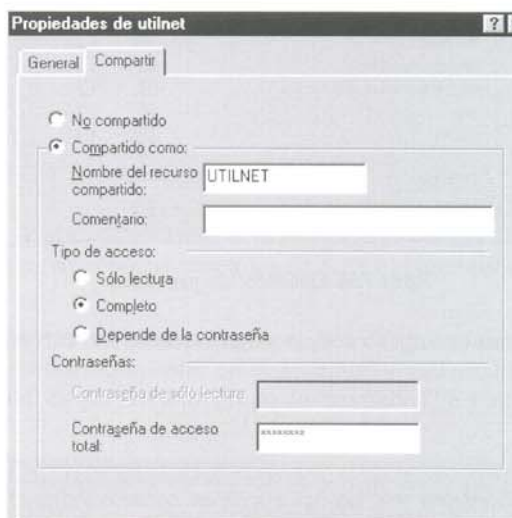 Propiedades de utilnet ?
General Compartir
No compartido
Compartido como:
Nombre del recurso compartido: UTILNET
Comentario:
Tipo de acceso:
Sólo lectura
Completo
Depende de la contraseña
Contraseñas:
Contraseña de sólo lectura:
Contraseña de acceso total: ********